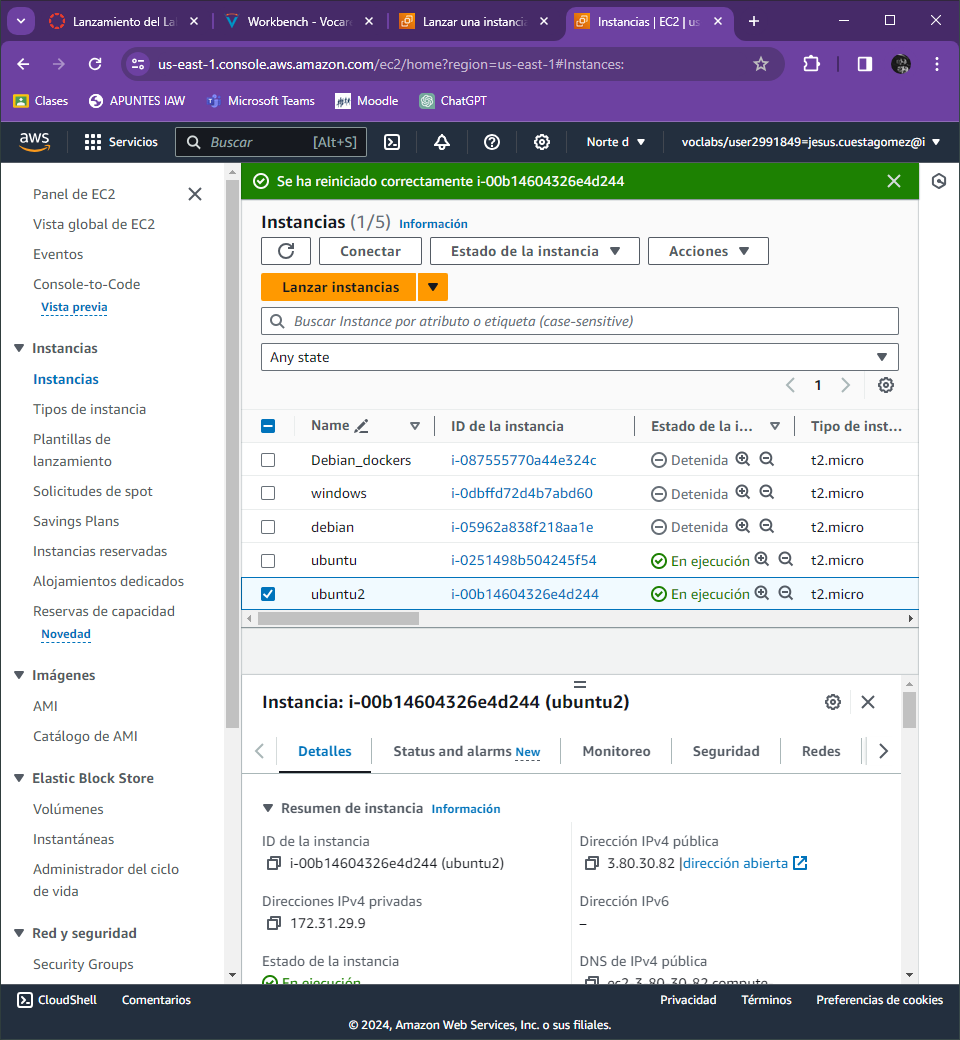 Lanzamiento del Lal
Workbench - Vocar
Lanzar una instancia
Instancias | EC2 | us
us-east-1.console.aws.amazon.com/ec2/home?region=us-east-1#Instances:
Clases
APUNTES IAW
Microsoft Teams
Moodle
ChatGPT
aws
Servicios
Buscar
[Alt+S]
Norte d
voclabs/user2991849=jesus.cuestagomez@i
Panel de EC2
Vista global de EC2
Eventos
Console-to-Code
Vista previa
Instancias
Instancias
Tipos de instancia
Plantillas de
lanzamiento
Solicitudes de spot
Savings Plans
Instancias reservadas
Alojamientos dedicados
Reservas de capacidad
Novedad
Imágenes
AMI
Catálogo de AMI
Elastic Block Store
Volúmenes
Instantáneas
Administrador del ciclo
de vida
Red y seguridad
Security Groups
Se ha reiniciado correctamente i-00b14604326e4d244
Instancias (1/5) Información
Conectar
Estado de la instancia
Acciones
Lanzar instancias
Buscar Instance por atributo o etiqueta (case-sensitive)
Any state
1
Name ID de la instancia Estado de la i... Tipo de inst...
Debian_dockers i-087555770a44e324c Detenida t2.micro
windows i-0dbffd72d4b7abd60 Detenida t2.micro
debian i-05962a838f218aa1e Detenida t2.micro
ubuntu i-0251498b504245f54 En ejecución t2.micro
ubuntu2 i-00b14604326e4d244 En ejecución t2.micro
Instancia: i-00b14604326e4d244 (ubuntu2)
Detalles
Status and alarms New
Monitoreo
Seguridad
Redes
Resumen de instancia Información
ID de la instancia
i-00b14604326e4d244 (ubuntu2)
Dirección IPv4 pública
3.80.30.82 |dirección abierta
Direcciones IPv4 privadas
172.31.29.9
Dirección IPv6
–
Estado de la instancia
En ejecución
DNS de IPv4 pública
ec2-3-80-30-82.compute-
CloudShell
Comentarios
Privacidad
Términos
Preferencias de cookies
© 2024, Amazon Web Services, Inc. o sus filiales.